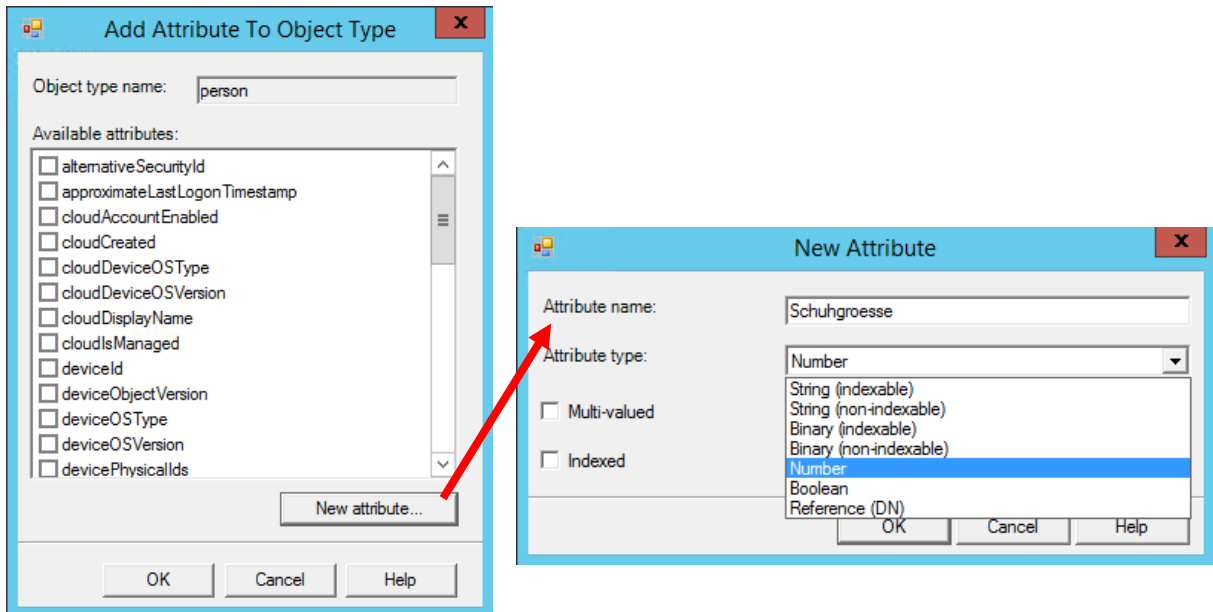 Add Attribute To Object Type
x
Object type name: person
Available attributes:
alternativeSecurityId
approximateLastLogonTimestamp
cloudAccountEnabled
cloudCreated
cloudDeviceOSType
cloudDeviceOSVersion
cloudDisplayName
cloudIsManaged
deviceId
deviceObjectVersion
deviceOSType
deviceOSVersion
devicePhysicalIds
New attribute...
OK Cancel Help
New Attribute
x
Attribute name: Schuhgroesse
Attribute type: Number
String (indexable)
String (non-indexable)
Binary (indexable)
Binary (non-indexable)
Number
Boolean
Reference (DN)
Multi-valued
Indexed
OK Cancel Help